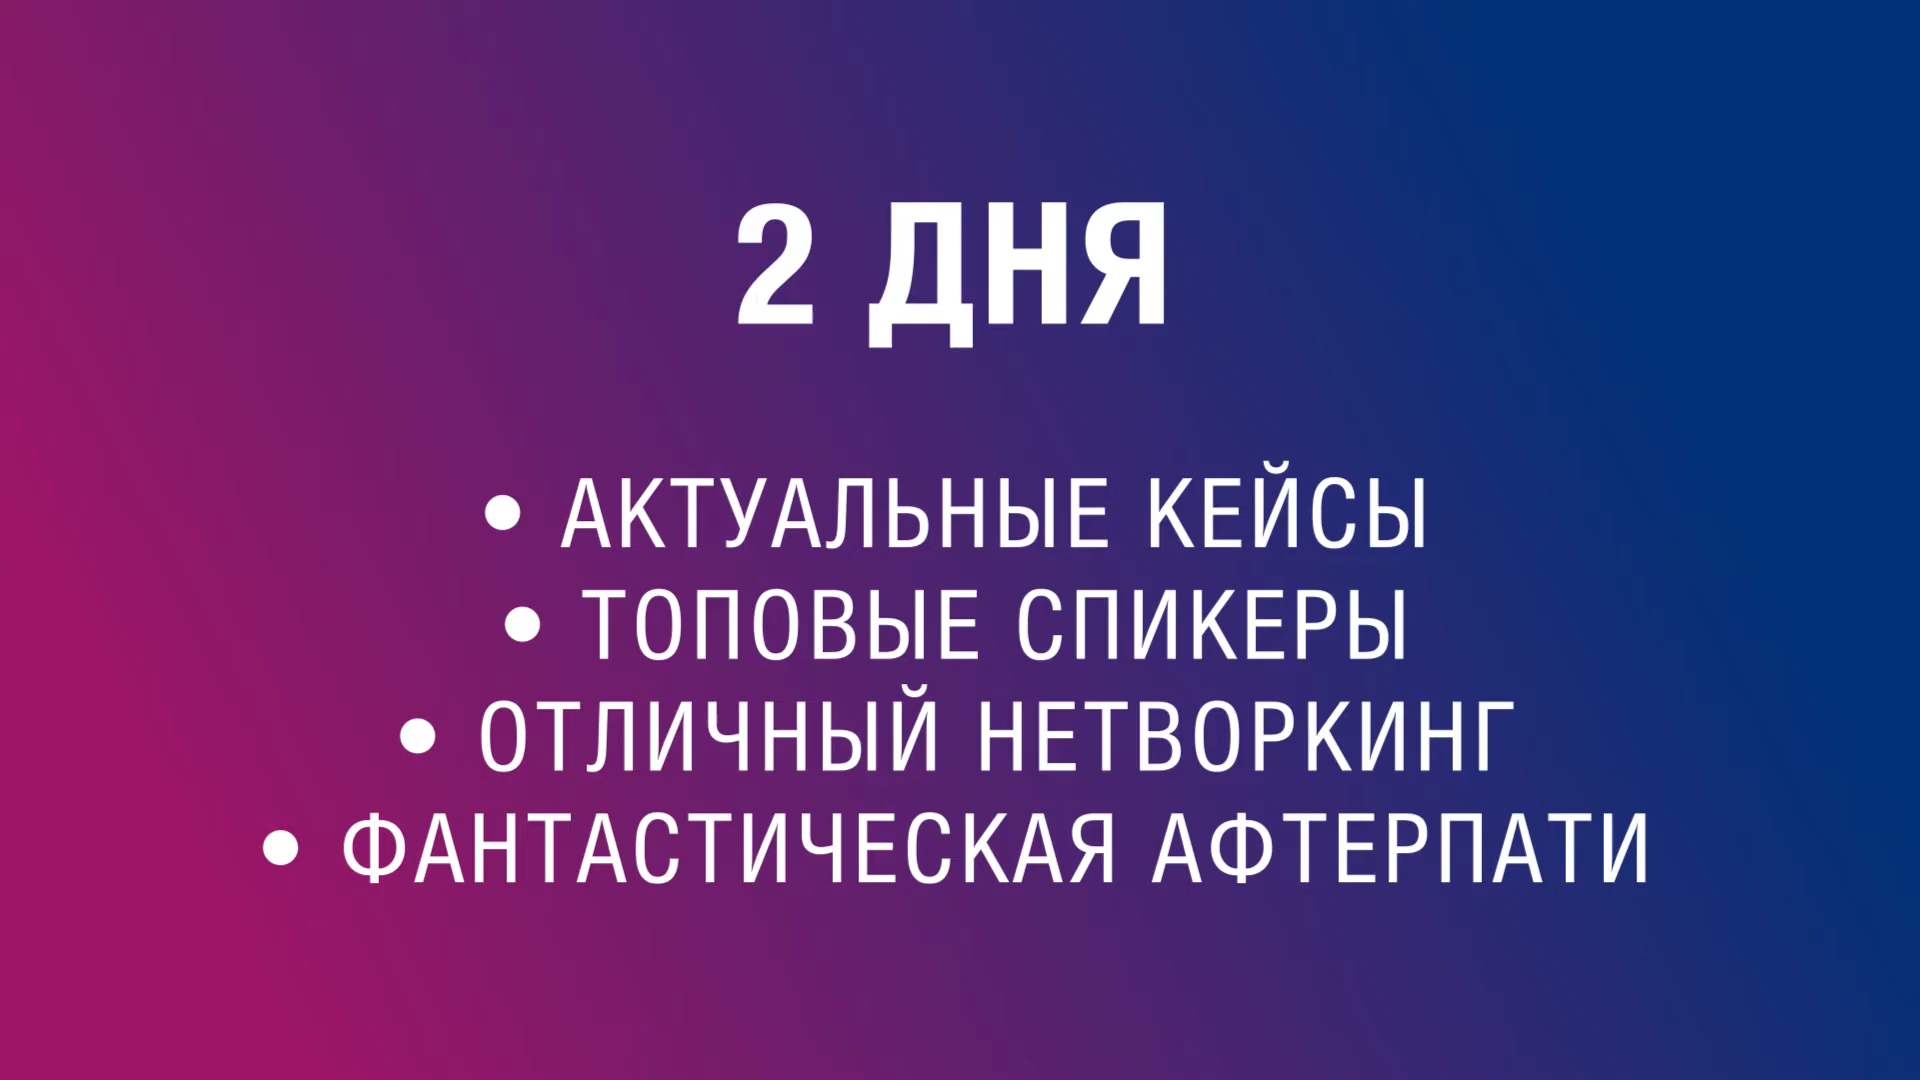 2 ДНЯ
• АКТУАЛЬНЫЕ КЕЙСЫ
• ТОПОВЫЕ СПИКЕРЫ
• ОТЛИЧНЫЙ НЕТВОРКИНГ
• ФАНТАСТИЧЕСКАЯ АФТЕРПАТИ